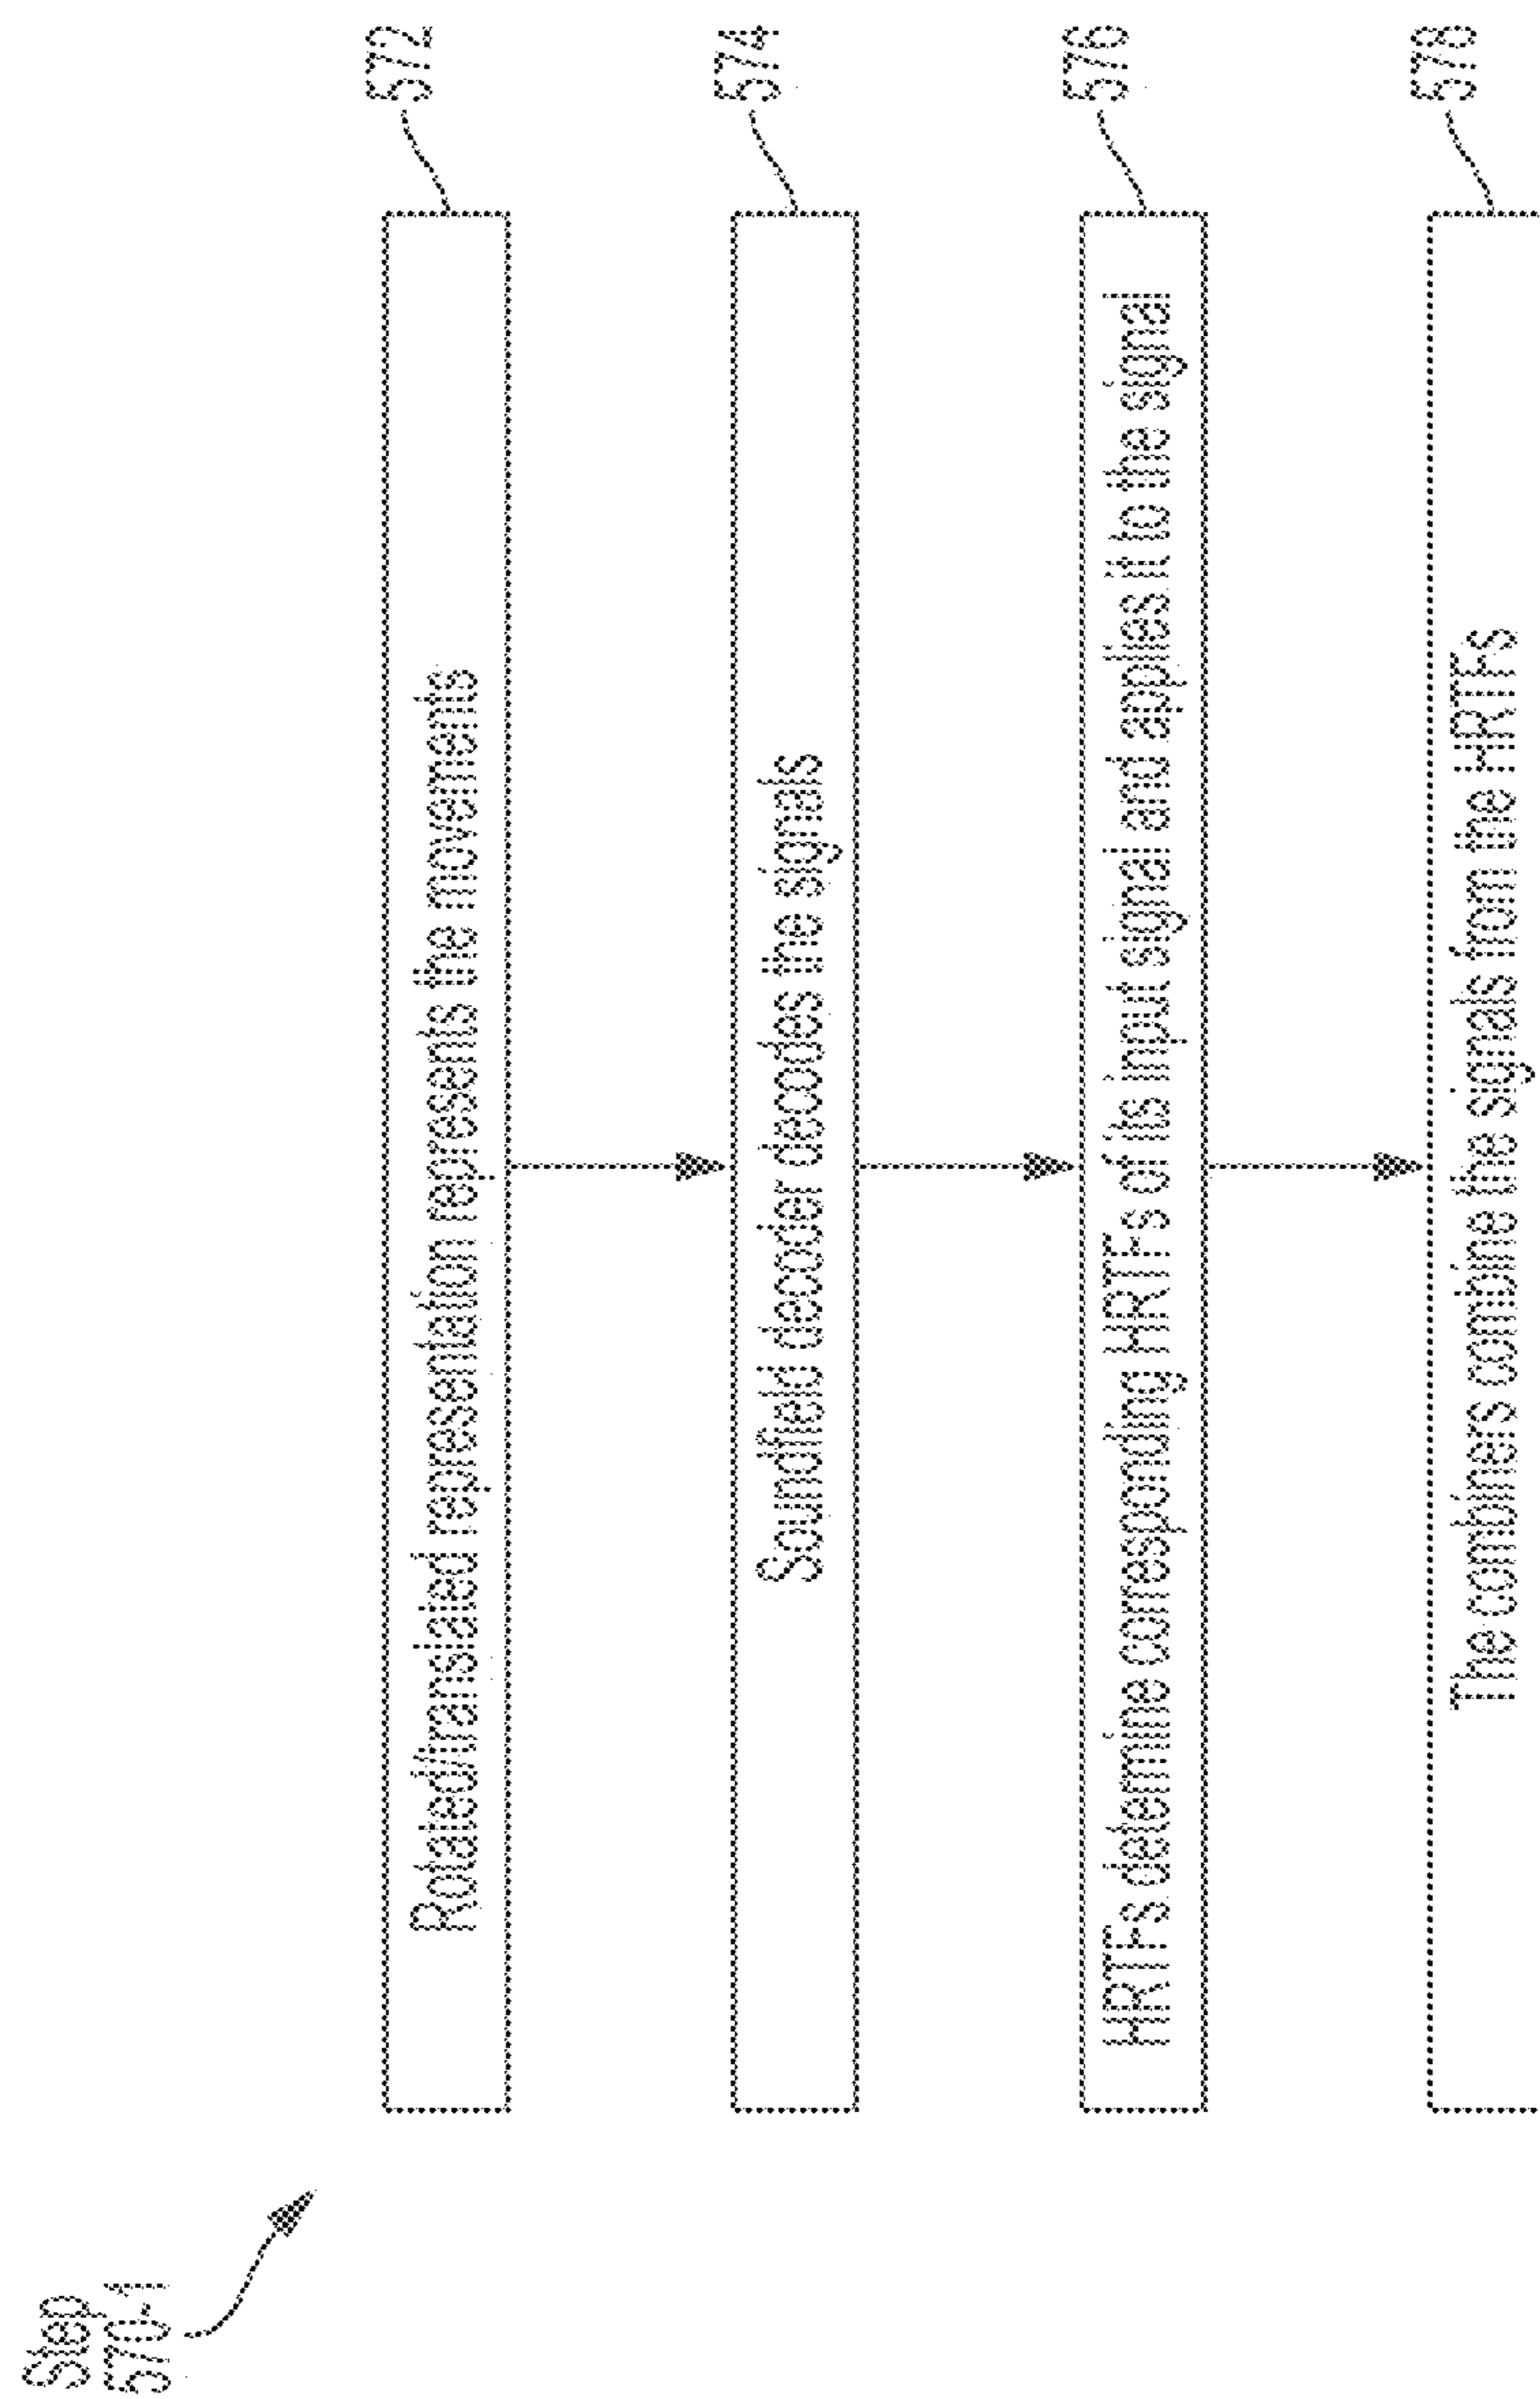 Step
570-1
Rotated/translated representation represents the movements
572
Soundfield decoder decodes the signals
574
HRTFs determine corresponding HRTFs of its input signal and applies it to the signal
576
The combiners combine the signals from the HRTFs
578